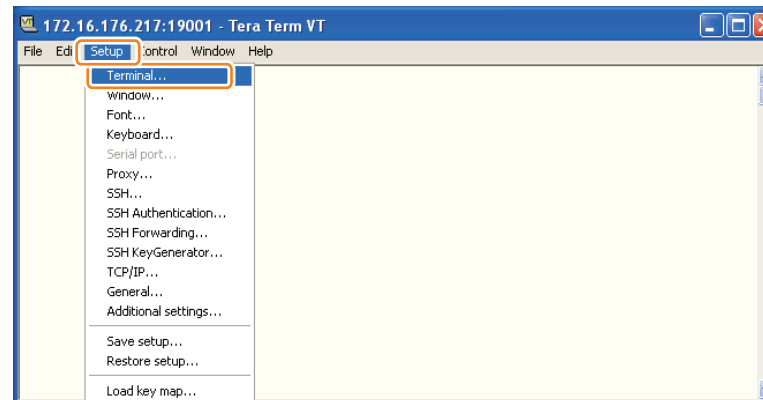 172.16.176.217:19001 - Tera Term VT
File Edi Setup Control Window Help
Terminal...
Window...
Font...
Keyboard...
Serial port...
Proxy...
SSH...
SSH Authentication...
SSH Forwarding...
SSH KeyGenerator...
TCP/IP...
General...
Additional settings...
Save setup...
Restore setup...
Load key map...